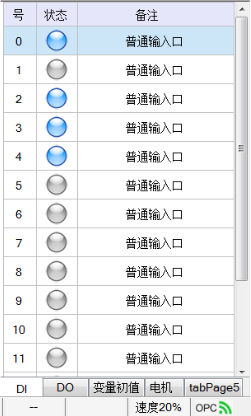 号 状态 备注
0 普通输入口
1 普通输入口
2 普通输入口
3 普通输入口
4 普通输入口
5 普通输入口
6 普通输入口
7 普通输入口
8 普通输入口
9 普通输入口
10 普通输入口
11 普通输入口
DI DO 变量初值 电机 tabPage5
-- 速度20% OPC